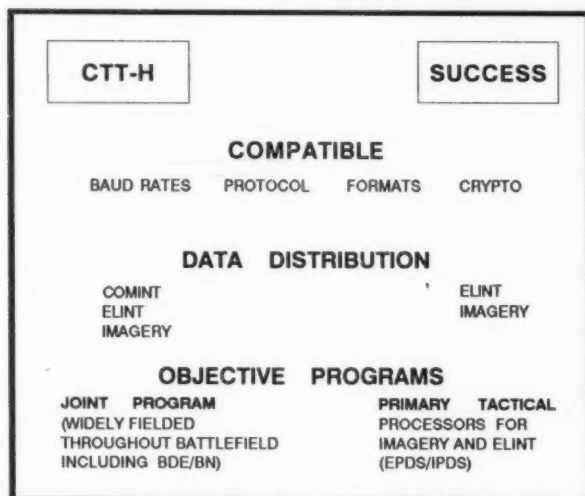 CTT-H SUCCESS
COMPATIBLE
BAUD RATES PROTOCOL FORMATS CRYPTO
DATA DISTRIBUTION
COMINT
ELINT
IMAGERY
ELINT
IMAGERY
OBJECTIVE PROGRAMS
JOINT PROGRAM
(WIDELY FIELDED
THROUGHOUT BATTLEFIELD
INCLUDING BDE/BN)
PRIMARY TACTICAL
PROCESSORS FOR
IMAGERY AND ELINT
(EPDS/IPDS)